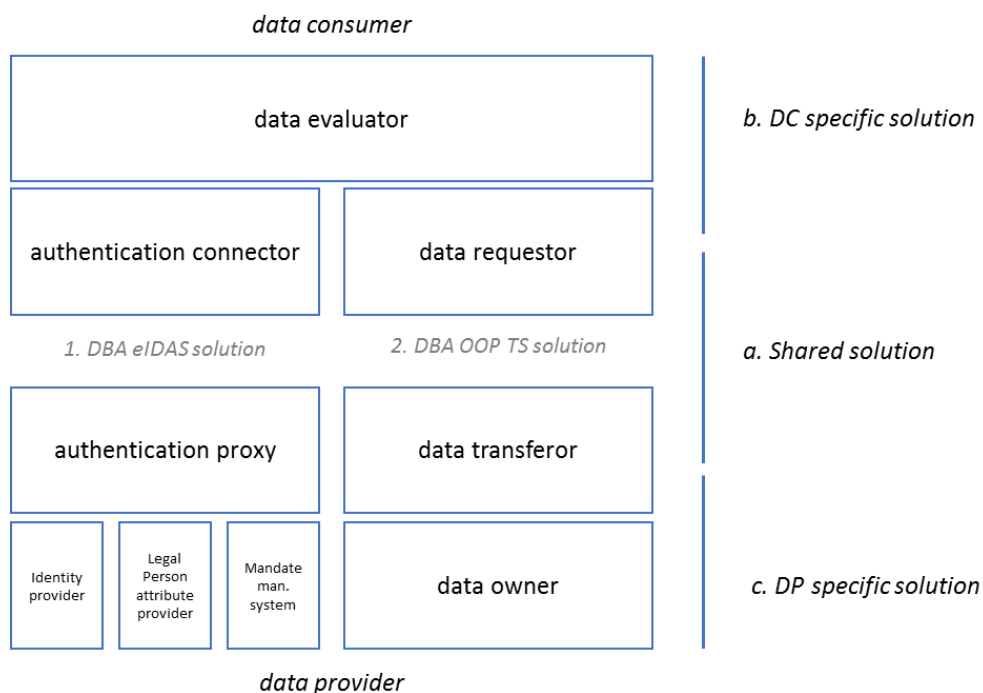 data consumer
data evaluator
b. DC specific solution
authentication connector
data requestor
1. DBA eIDAS solution
2. DBA OOP TS solution
a. Shared solution
authentication proxy
data transferor
Identity
provider
Legal
Person
attribute
provider
Mandate
man.
system
data owner
c. DP specific solution
data provider